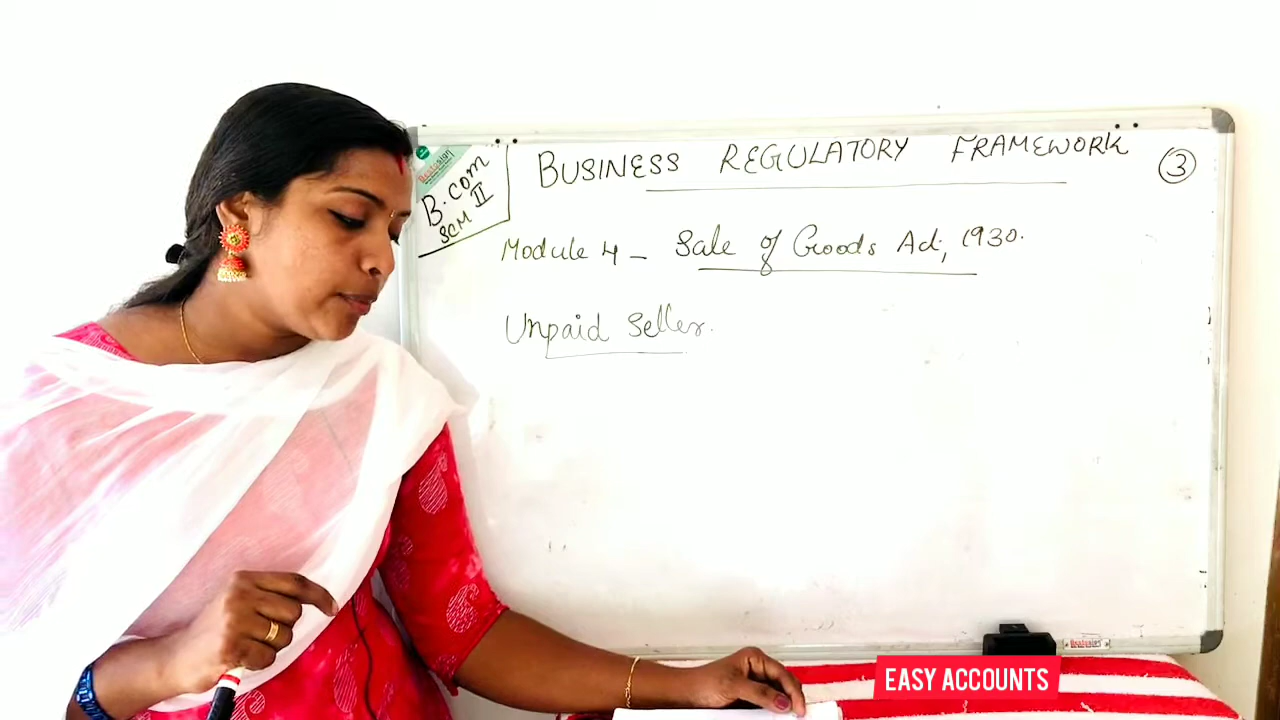 BUSINESS REGULATORY FRAMEWORK
3
B.com
SEM II
Module 4 - Sale of Goods Act, 1930.
Unpaid Seller.
EASY ACCOUNTS